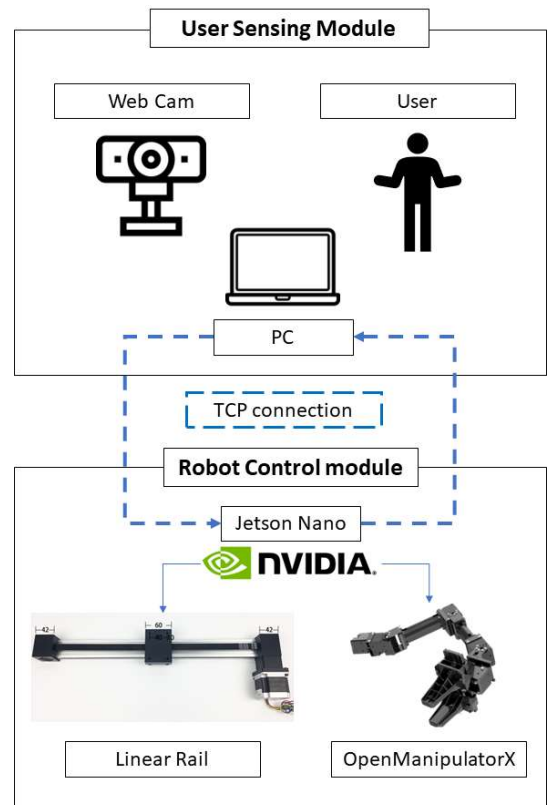 User Sensing Module
Web Cam
User
PC
TCP connection
Robot Control module
Jetson Nano
NVIDIA.
42
60
42
Linear Rail
OpenManipulatorX